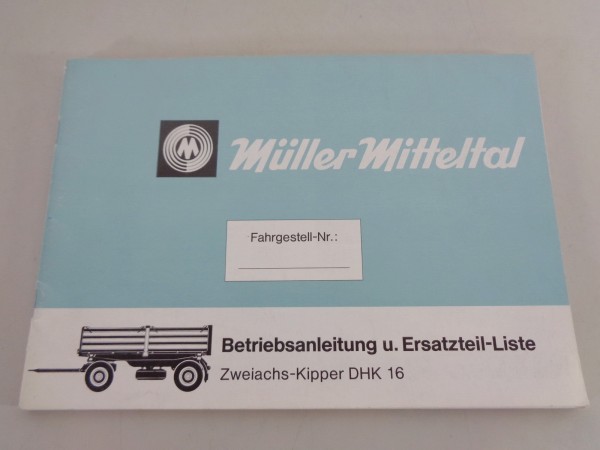 M
Müller Mitteltal
Fahrgestell-Nr.:
Betriebsanleitung u. Ersatzteil-Liste
Zweiachs-Kipper DHK 16